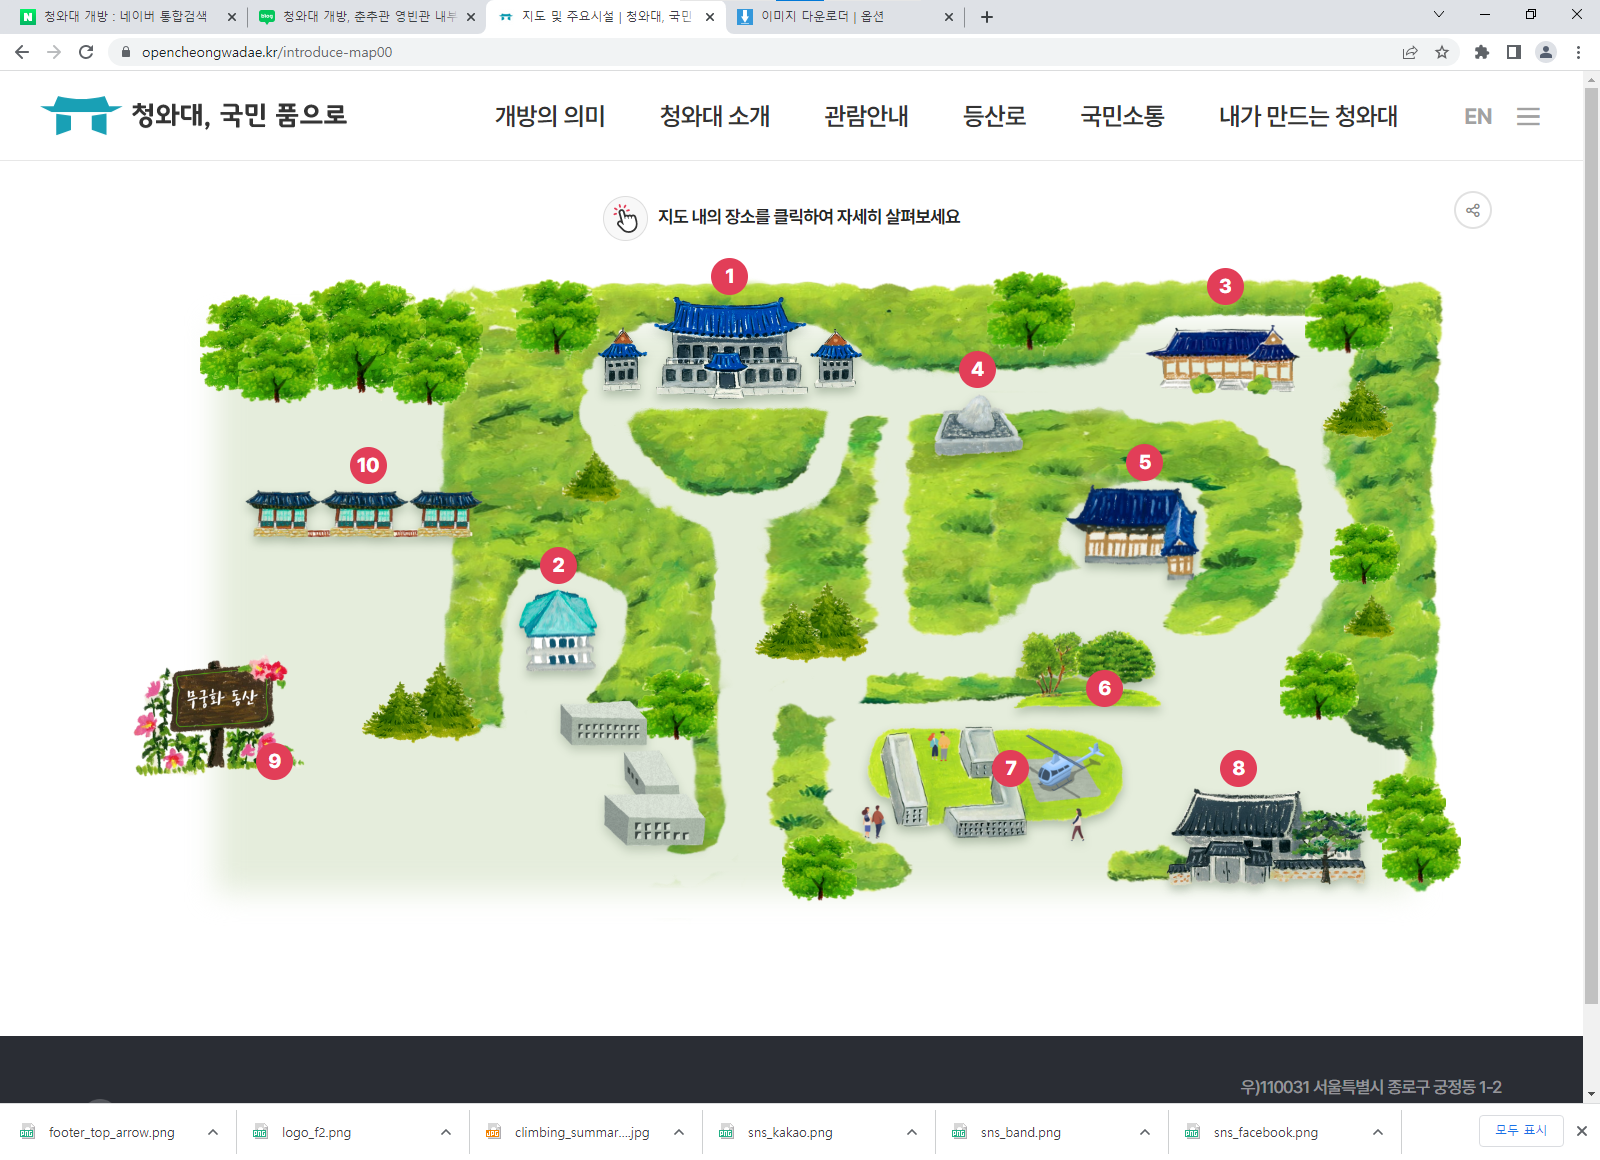 청와대 개방 : 네이버 통합검색
청와대 개방, 춘추관 영빈관 내부
지도 및 주요시설 | 청와대, 국민
이미지 다운로더 | 옵션
opencheongwadae.kr/introduce-map00
청와대, 국민 품으로
개방의 의미
청와대 소개
관람안내
등산로
국민소통
내가 만드는 청와대
EN
지도 내의 장소를 클릭하여 자세히 살펴보세요
1
3
4
5
10
2
6
무궁화 동산
9
7
8
우)110031 서울특별시 종로구 궁정동 1-2
footer_top_arrow.png
logo_f2.png
climbing_summar....jpg
sns_kakao.png
sns_band.png
sns_facebook.png
모두 표시